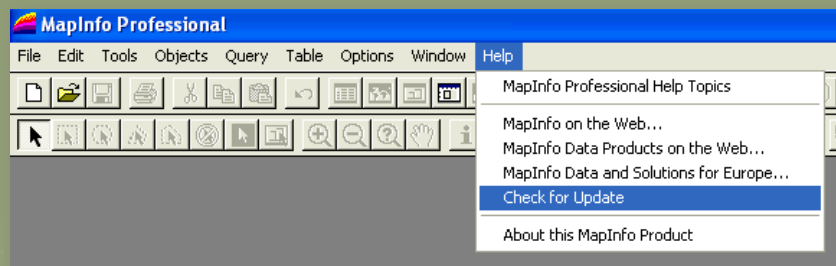 MapInfo Professional
File Edit Tools Objects Query Table Options Window Help
MapInfo Professional Help Topics
MapInfo on the Web...
MapInfo Data Products on the Web...
MapInfo Data and Solutions for Europe...
Check for Update
About this MapInfo Product